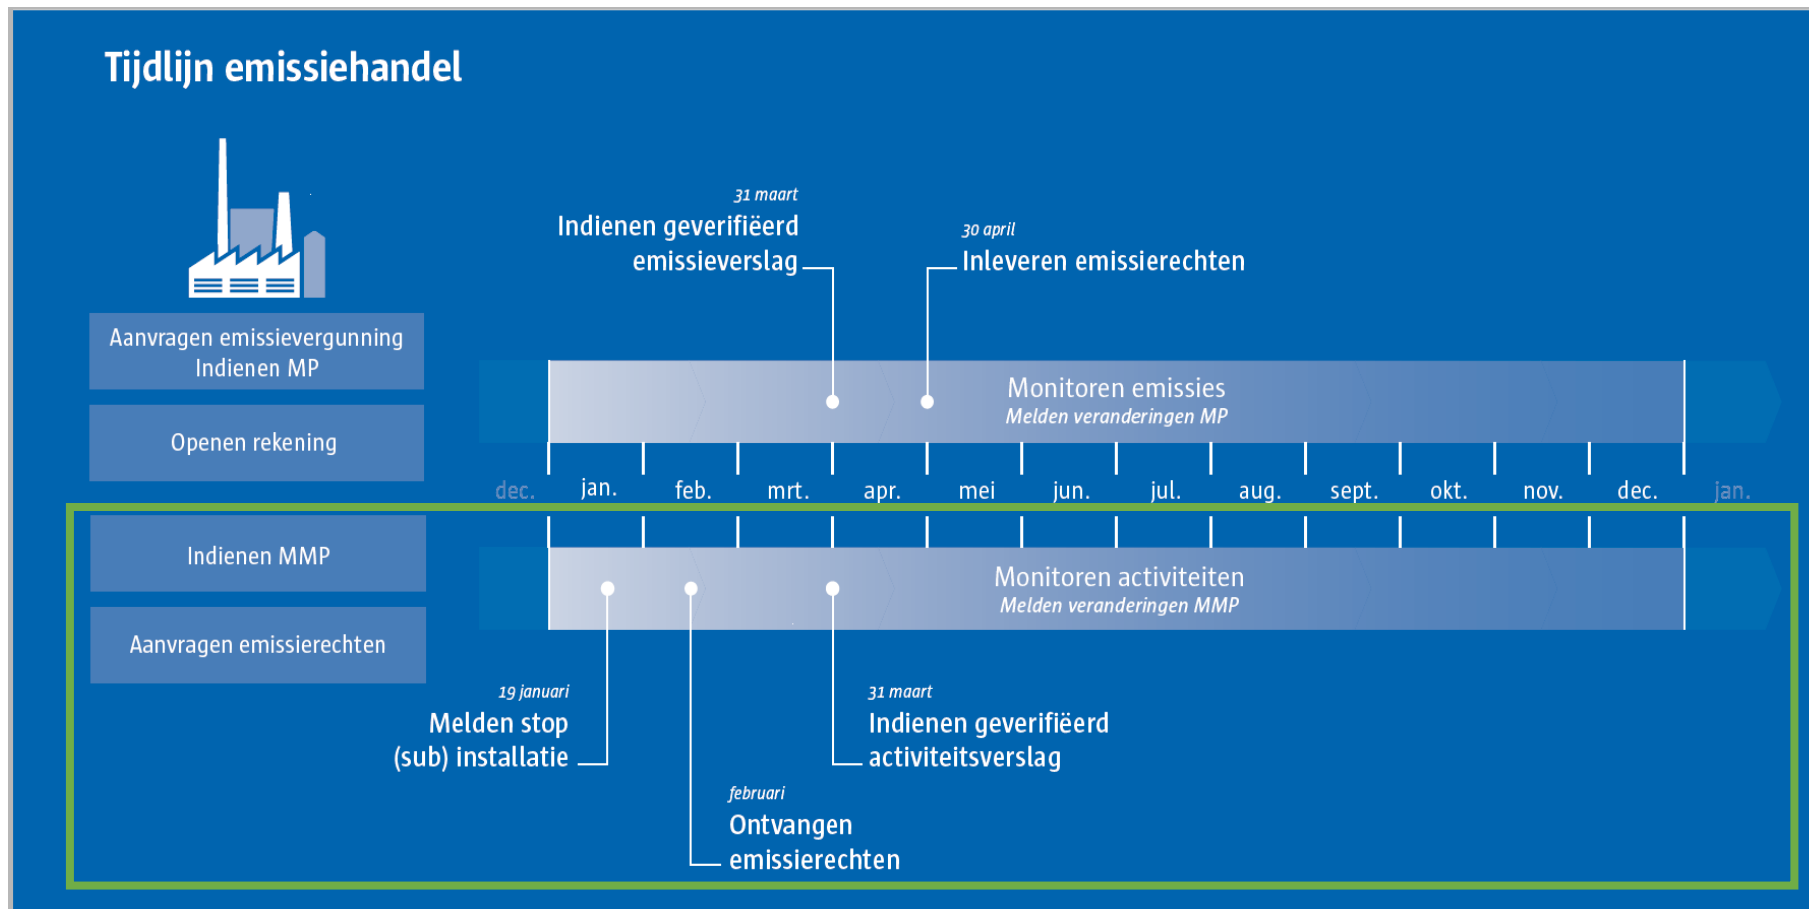 Tijdlijn emissiehandel
31 maart
Indienen geverifiëerd
emissieverslag
30 april
Inleveren emissierechten
Aanvragen emissievergunning
Indienen MP
Openen rekening
Monitoren emissies
Melden veranderingen MP
dec. jan. feb. mrt. apr. mei jun. jul. aug. sept. okt. nov. dec. jan.
Indienen MMP
Aanvragen emissierechten
Monitoren activiteiten
Melden veranderingen MMP
19 januari
Melden stop
(sub) installatie
31 maart
Indienen geverifiëerd
activiteitsverslag
februari
Ontvangen
emissierechten